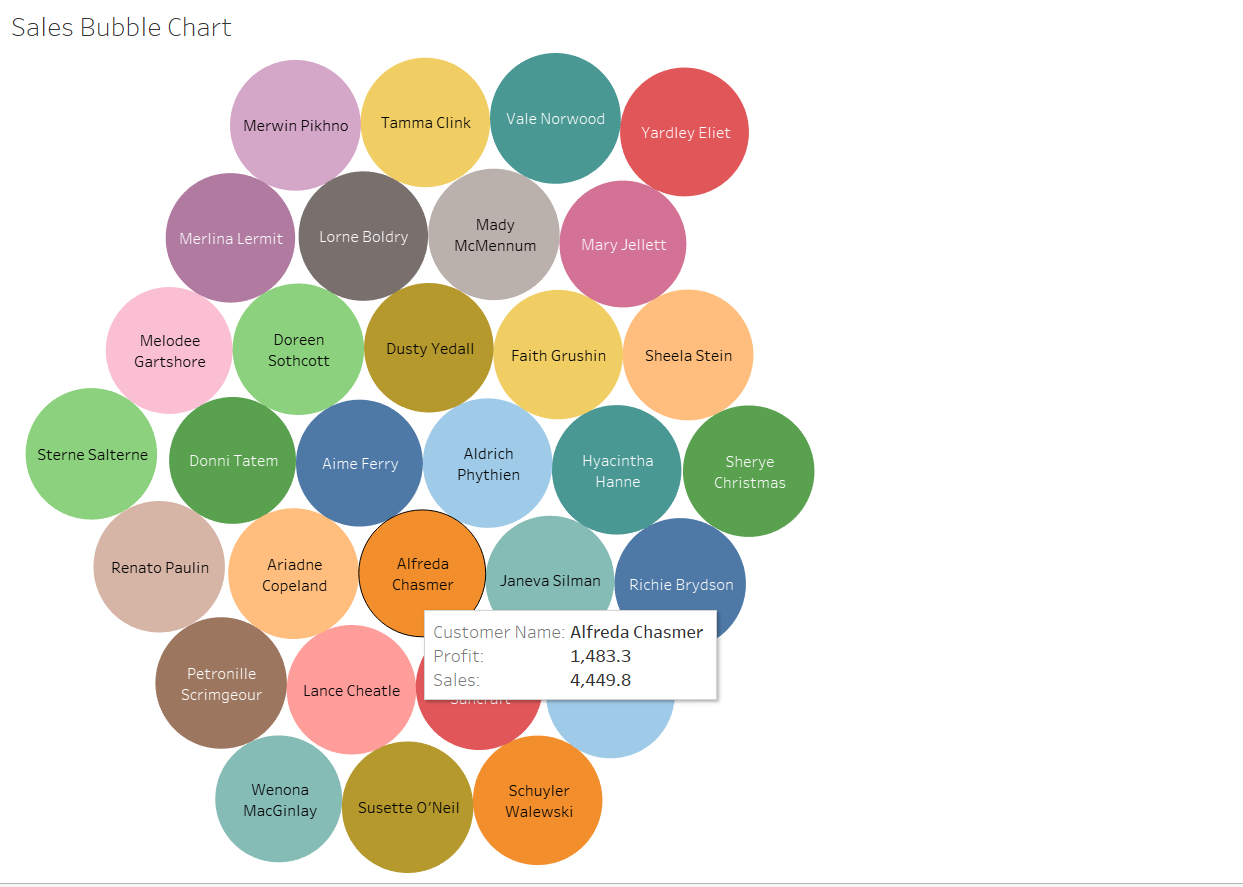 Sales Bubble Chart
Merwin Pikhno
Tamma Clink
Vale Norwood
Yardley Eliet
Merlina Lermit
Lorne Boldry
Mady
McMennum
Mary Jellett
Melodee
Gartshore
Doreen
Sothcott
Dusty Yedall
Faith Grushin
Sheela Stein
Sterne Salterne
Donni Tatem
Aime Ferry
Aldrich
Phythien
Hyacintha
Hanne
Sherye
Christmas
Renato Paulin
Ariadne
Copeland
Alfreda
Chasmer
Janeva Silman
Richie Brydson
Customer Name: Alfreda Chasmer
Profit: 1,483.3
Sales: 4,449.8
Petronille
Scrimgeour
Lance Cheatle
Wenona
MacGinlay
Susette O’Neil
Schuyler
Walewski